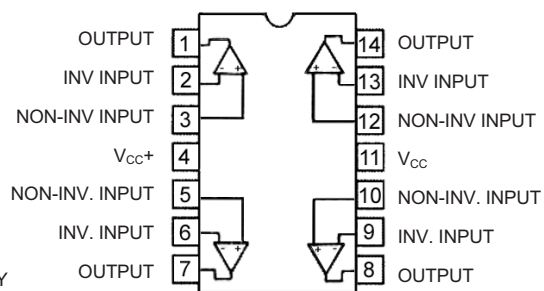 OUTPUT 1 14 OUTPUT
INV INPUT 2 13 INV INPUT
NON-INV INPUT 3 12 NON-INV INPUT
VCC+ 4 11 VCC
NON-INV. INPUT 5 10 NON-INV. INPUT
INV. INPUT 6 9 INV. INPUT
OUTPUT 7 8 OUTPUT
Y